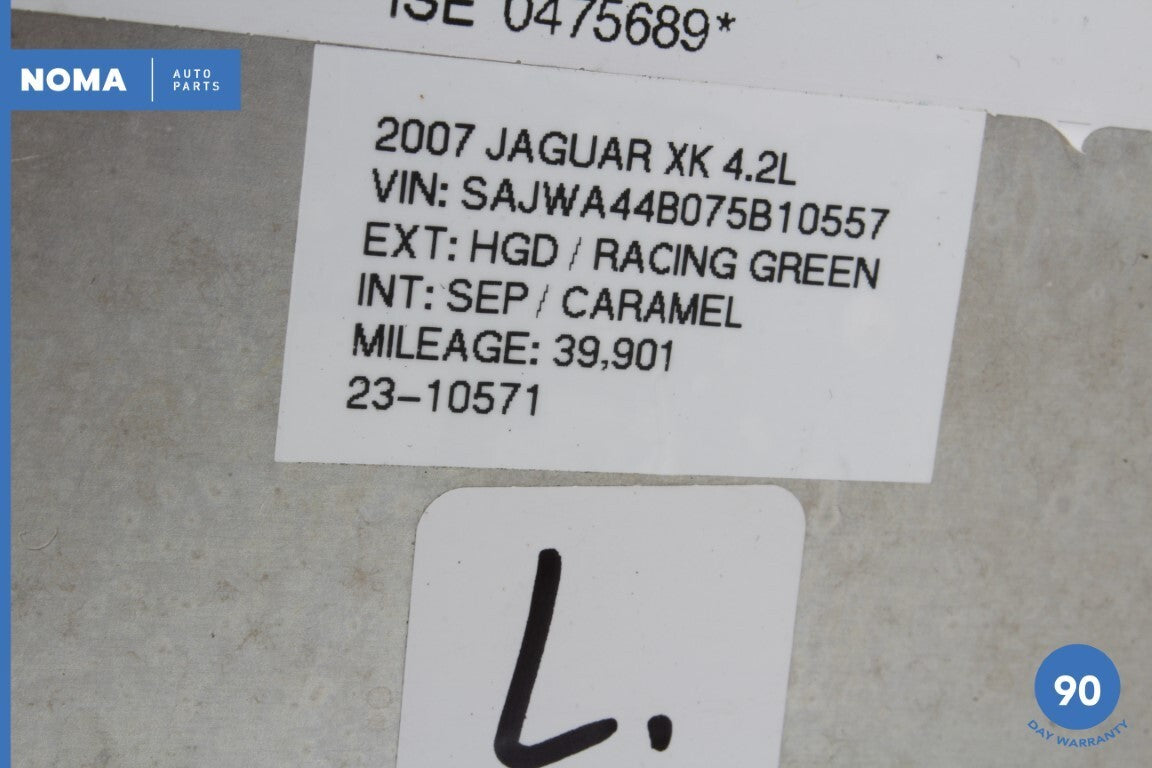 ISE 0475689*
NOMA
AUTO
PARTS
2007 JAGUAR XK 4.2L
VIN: SAJWA44B075B10557
EXT: HGD / RACING GREEN
INT: SEP / CARAMEL
MILEAGE: 39,901
23-10571
L.
90
DAY WARRANTY